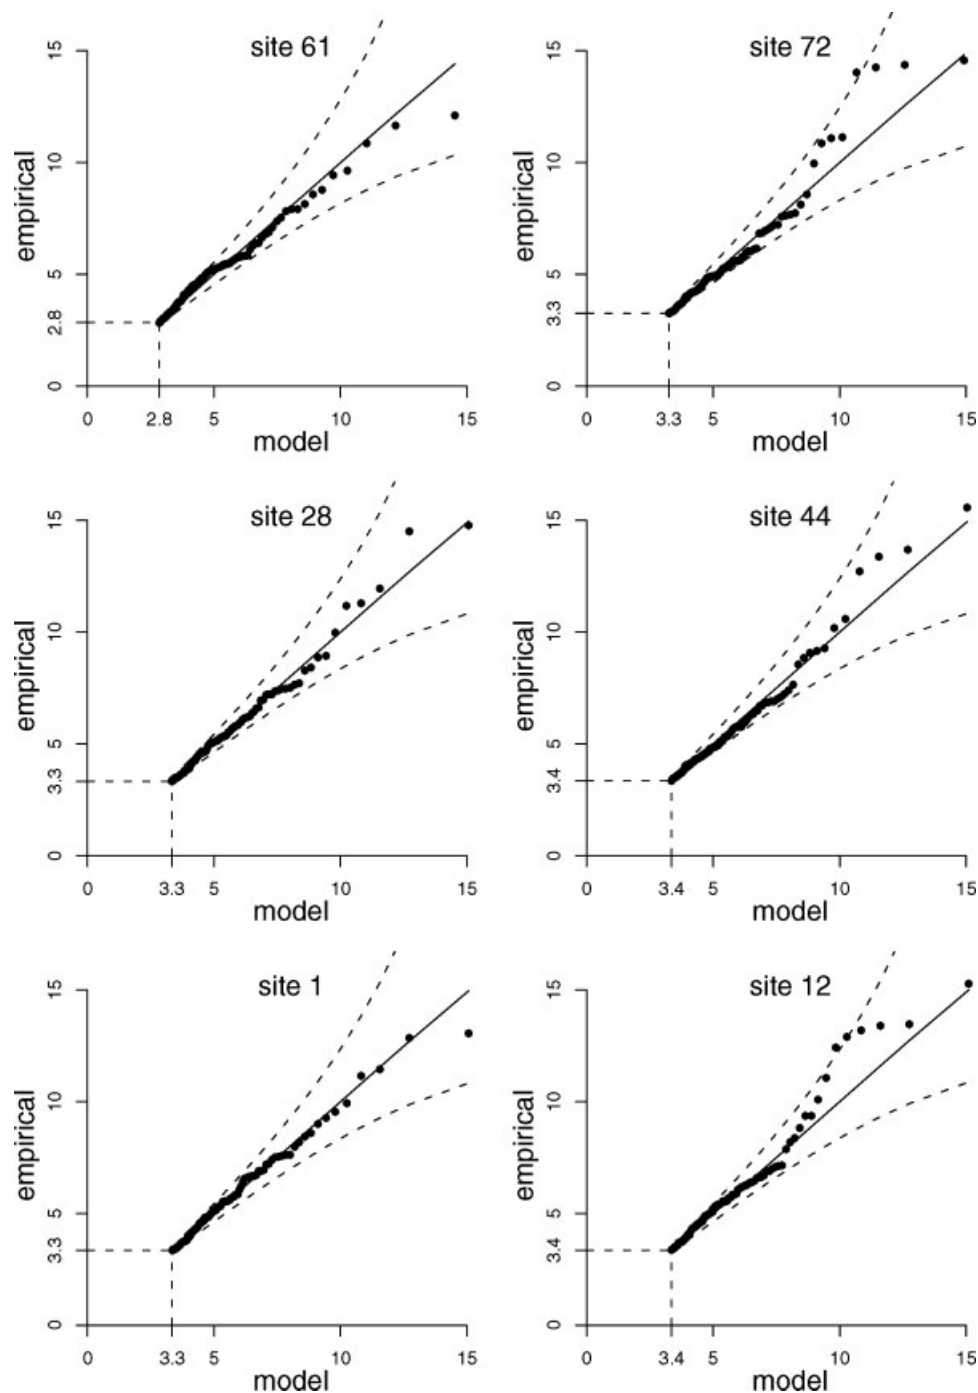 site 61
15
10
5
2.8
0
empirical
0 2.8 5 10 15
model
site 72
15
10
5
3.3
0
empirical
0 3.3 5 10 15
model
site 28
15
10
5
3.3
0
empirical
0 3.3 5 10 15
model
site 44
15
10
5
3.4
0
empirical
0 3.4 5 10 15
model
site 1
15
10
5
3.3
0
empirical
0 3.3 5 10 15
model
site 12
15
10
5
3.4
0
empirical
0 3.4 5 10 15
model